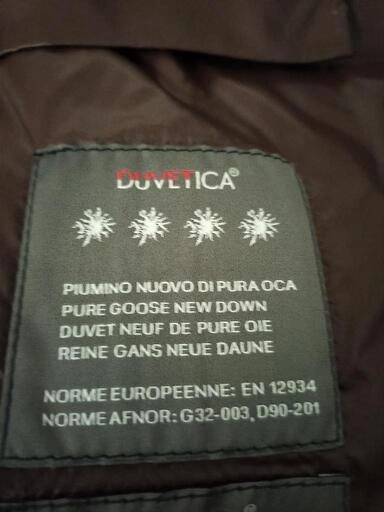 DUVETICA®
PIUMINO NUOVO DI PURA OCA
PURE GOOSE NEW DOWN
DUVET NEUF DE PURE OIE
REINE GANS NEUE DAUNE
NORME EUROPEENNE: EN 12934
NORME AFNOR: G32-003, D90-201
®